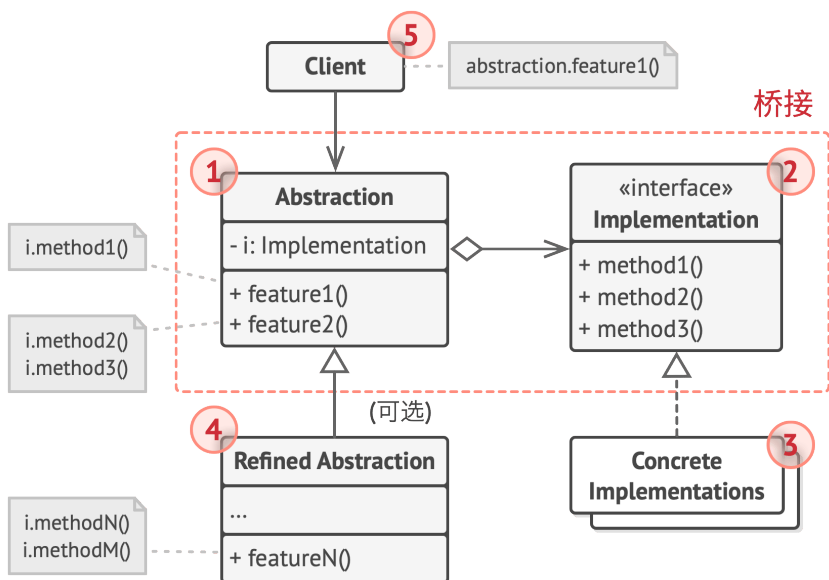 5
Client
abstraction.feature1()
桥接
1
Abstraction
- i: Implementation
+ feature1()
+ feature2()
2
«interface»
Implementation
+ method1()
+ method2()
+ method3()
i.method1()
i.method2()
i.method3()
(可选)
4
Refined Abstraction
...
+ featureN()
3
Concrete
Implementations
i.methodN()
i.methodM()